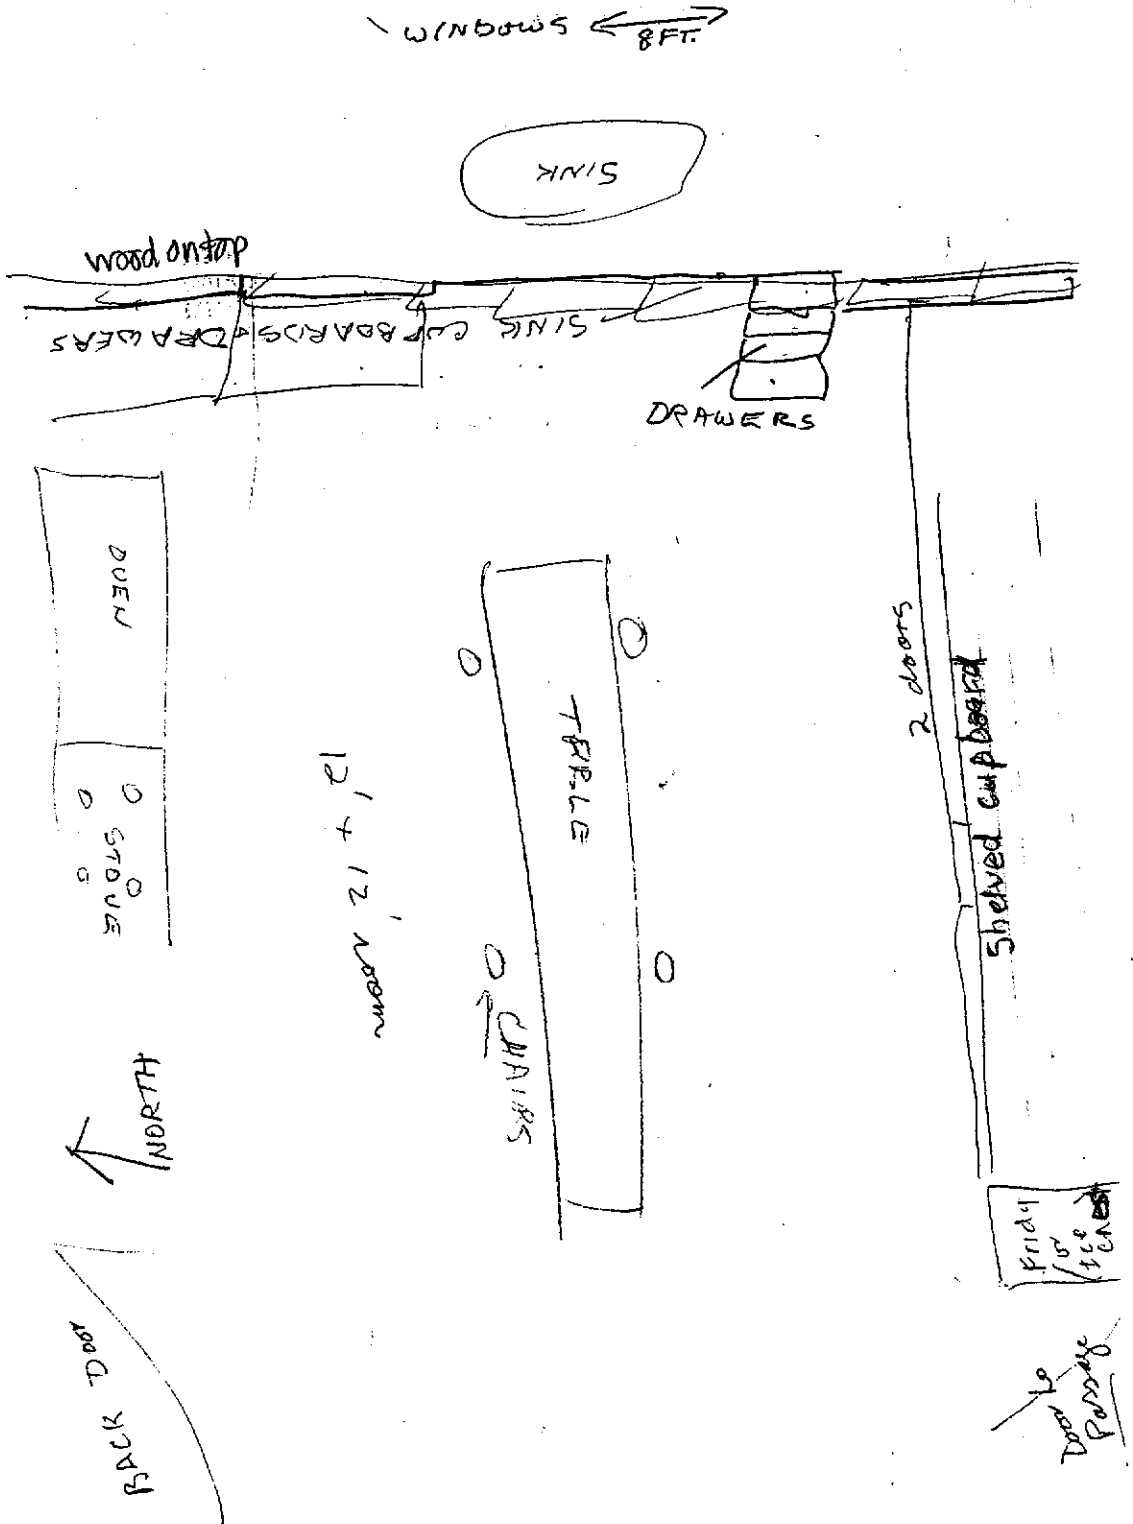 WINDOWS
8FT.
SINK
wood on top
SINK CUPBOARDS & DRAWERS
DRAWERS
OVEN
STOVE
12' + 12' room
TABLE
CHAIRS
2 doors
Shelved cupboard
NORTH
Fridg
/or
Ice
chest
BACK DOOR
Door to
Passage